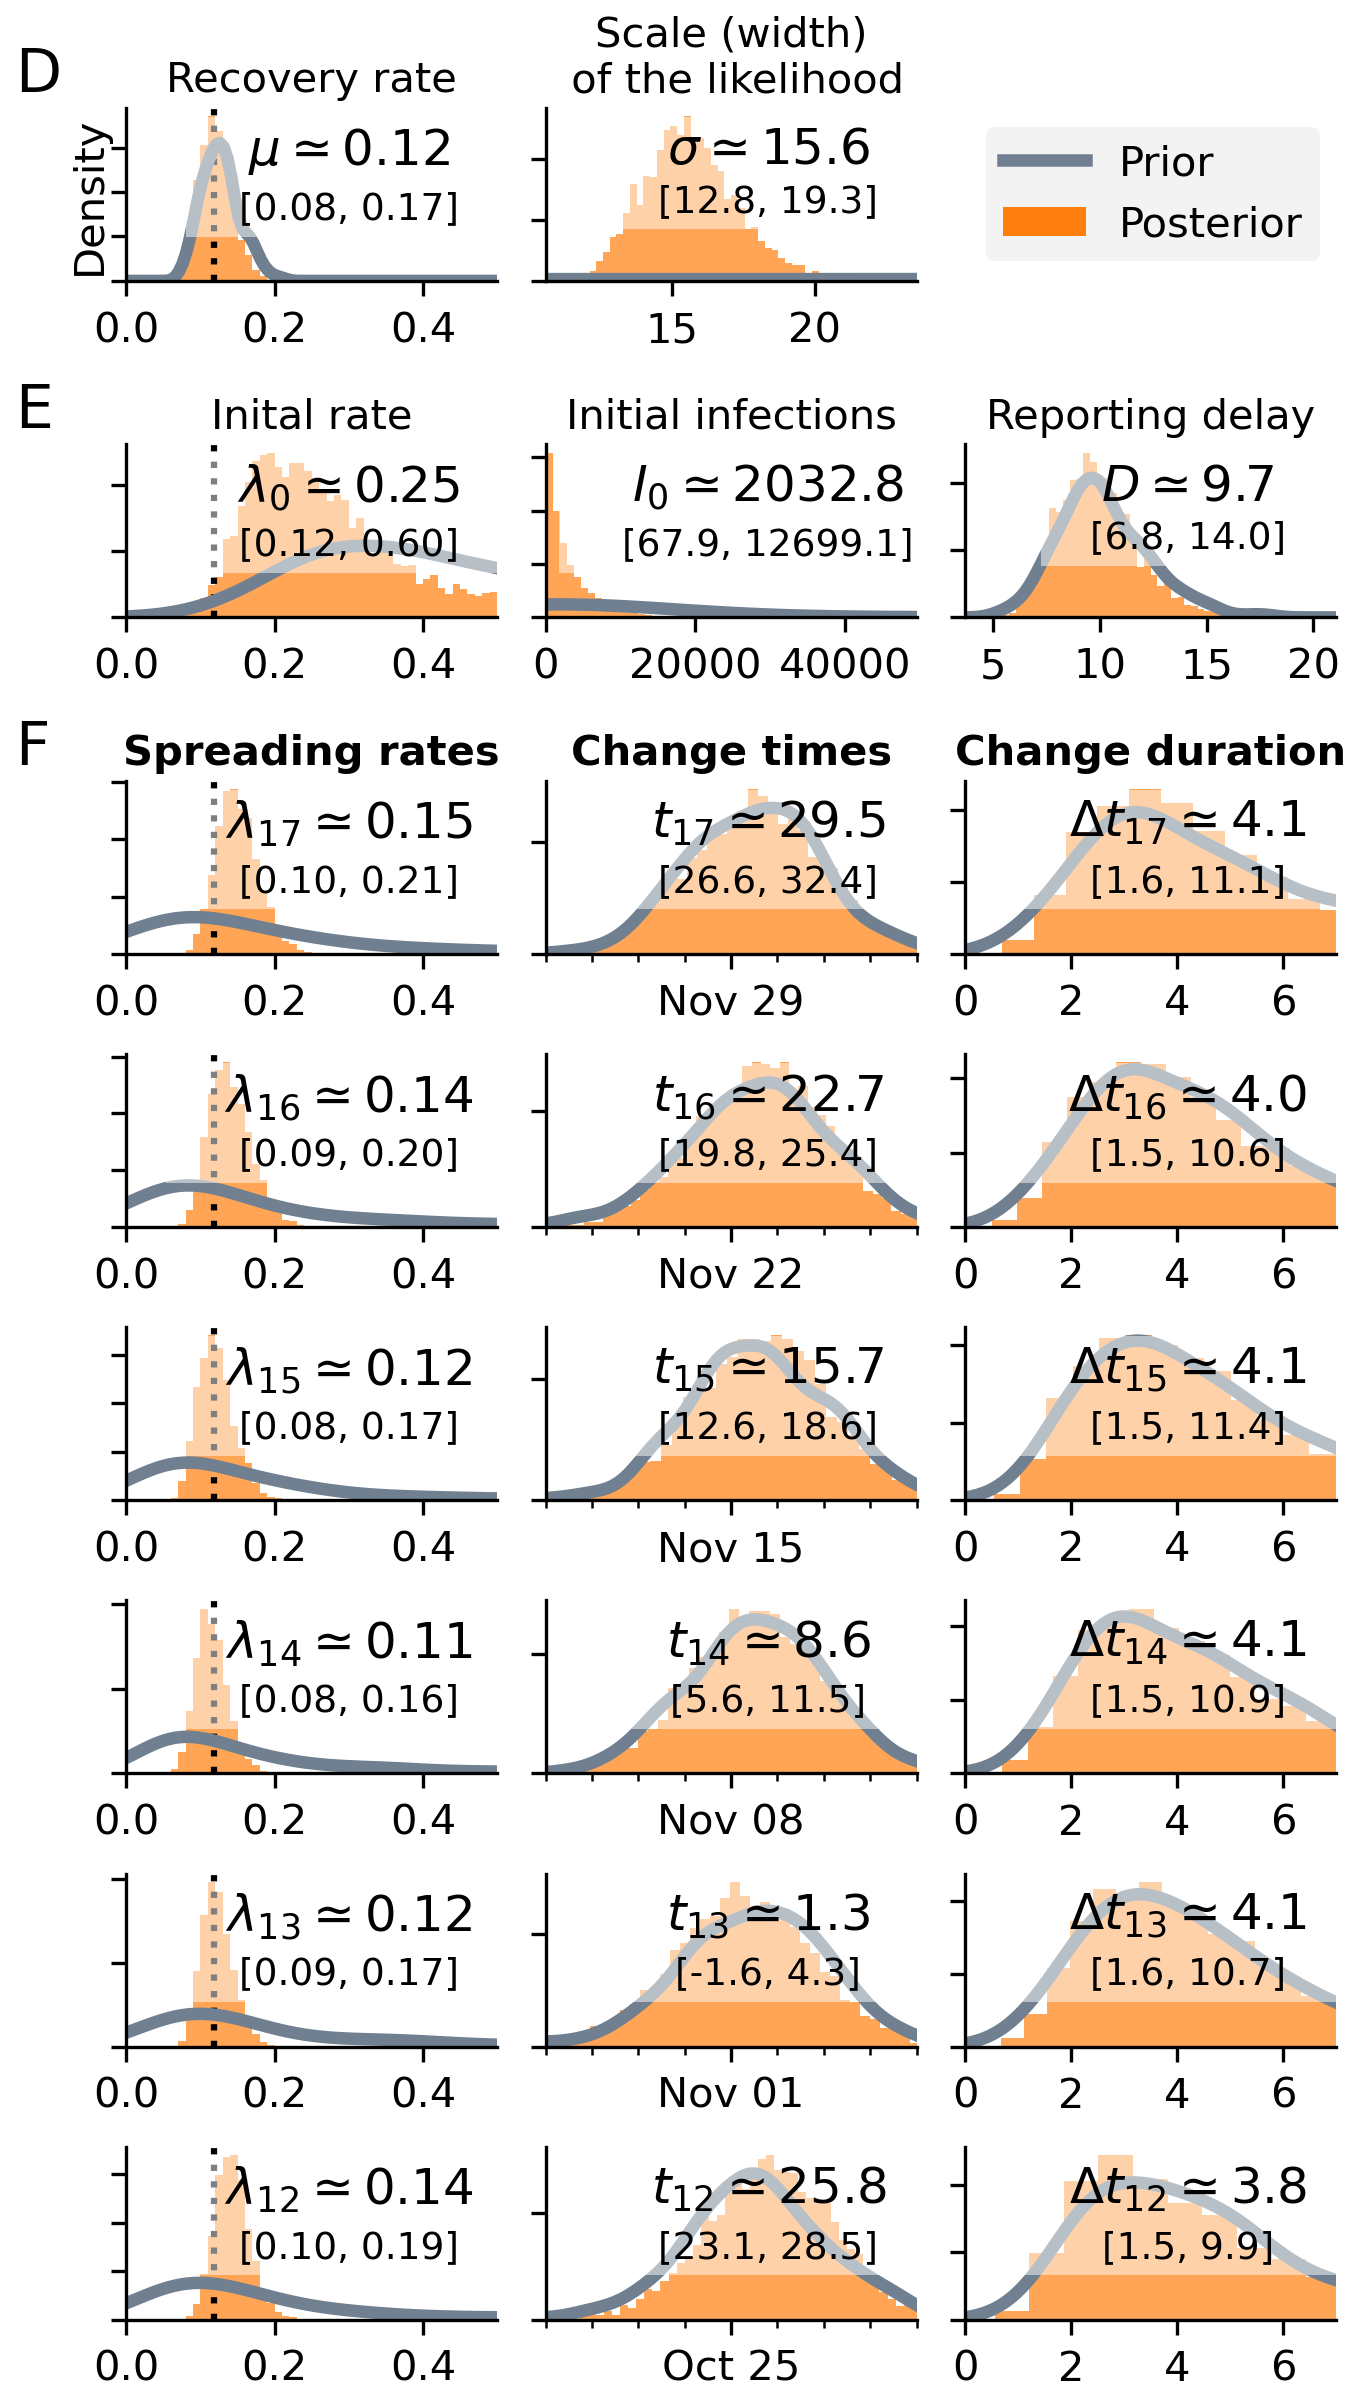 D
Recovery rate
Scale (width)
of the likelihood
Density
μ ≃ 0.12
[0.08, 0.17]
σ ≃ 15.6
[12.8, 19.3]
Prior
Posterior
0.0 0.2 0.4
15 20
E
Inital rate
Initial infections
Reporting delay
λ0 ≃ 0.25
[0.12, 0.60]
I0 ≃ 2032.8
[67.9, 12699.1]
D ≃ 9.7
[6.8, 14.0]
0.0 0.2 0.4
0 20000 40000
5 10 15 20
F
Spreading rates
Change times
Change duration
λ17 ≃ 0.15
[0.10, 0.21]
t17 ≃ 29.5
[26.6, 32.4]
Δt17 ≃ 4.1
[1.6, 11.1]
0.0 0.2 0.4
Nov 29
0 2 4 6
λ16 ≃ 0.14
[0.09, 0.20]
t16 ≃ 22.7
[19.8, 25.4]
Δt16 ≃ 4.0
[1.5, 10.6]
0.0 0.2 0.4
Nov 22
0 2 4 6
λ15 ≃ 0.12
[0.08, 0.17]
t15 ≃ 15.7
[12.6, 18.6]
Δt15 ≃ 4.1
[1.5, 11.4]
0.0 0.2 0.4
Nov 15
0 2 4 6
λ14 ≃ 0.11
[0.08, 0.16]
t14 ≃ 8.6
[5.6, 11.5]
Δt14 ≃ 4.1
[1.5, 10.9]
0.0 0.2 0.4
Nov 08
0 2 4 6
λ13 ≃ 0.12
[0.09, 0.17]
t13 ≃ 1.3
[-1.6, 4.3]
Δt13 ≃ 4.1
[1.6, 10.7]
0.0 0.2 0.4
Nov 01
0 2 4 6
λ12 ≃ 0.14
[0.10, 0.19]
t12 ≃ 25.8
[23.1, 28.5]
Δt12 ≃ 3.8
[1.5, 9.9]
0.0 0.2 0.4
Oct 25
0 2 4 6